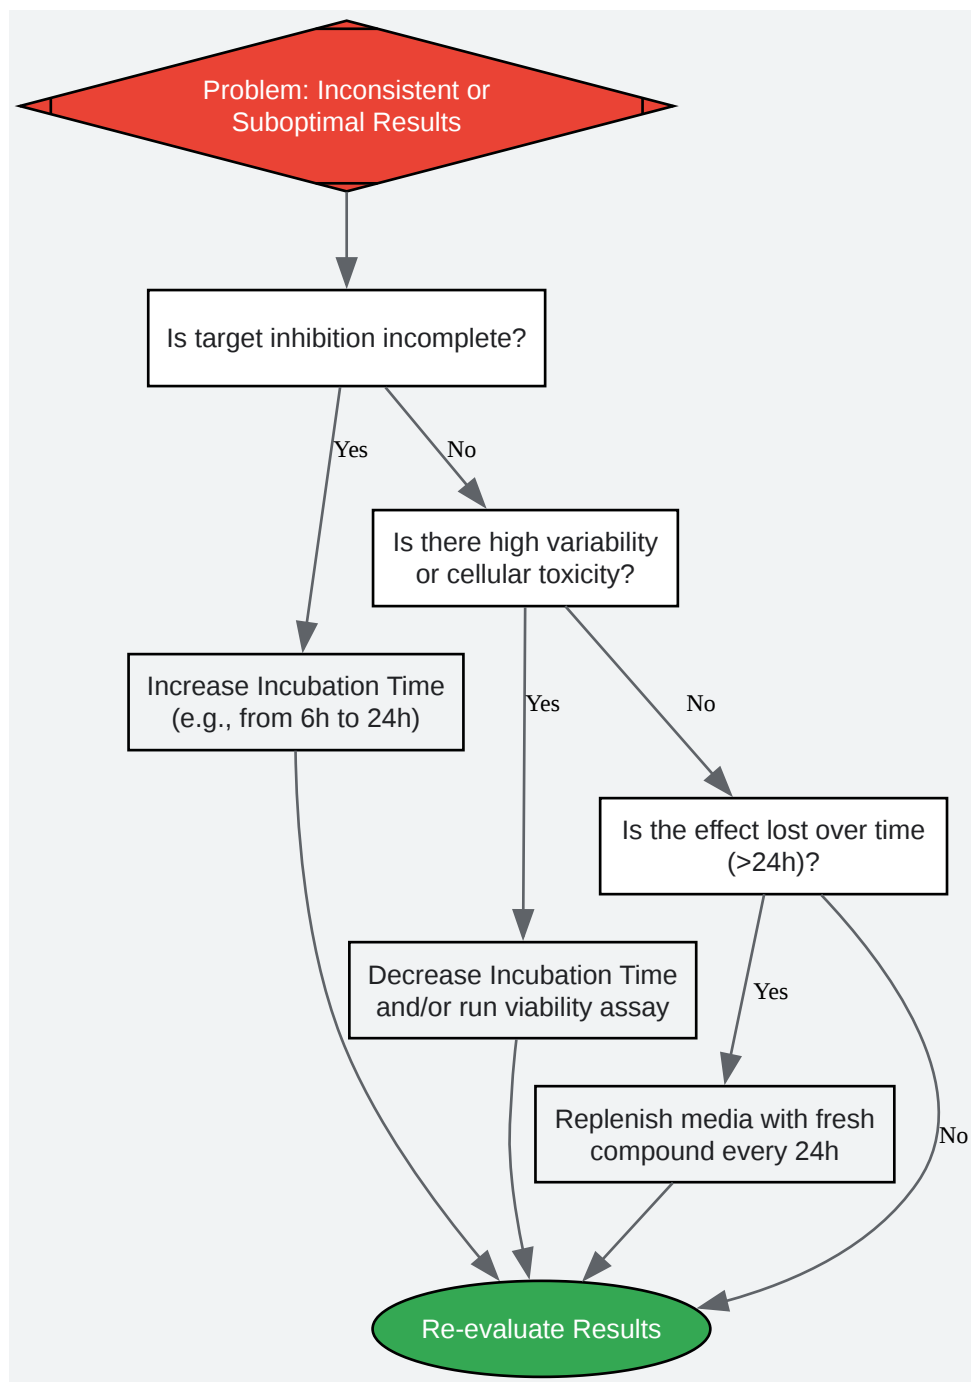 Problem: Inconsistent or
Suboptimal Results
Is target inhibition incomplete?
Yes
No
Is there high variability
or cellular toxicity?
Increase Incubation Time
(e.g., from 6h to 24h)
Yes
No
Is the effect lost over time
(>24h)?
Decrease Incubation Time
and/or run viability assay
Yes
Replenish media with fresh
compound every 24h
No
Re-evaluate Results